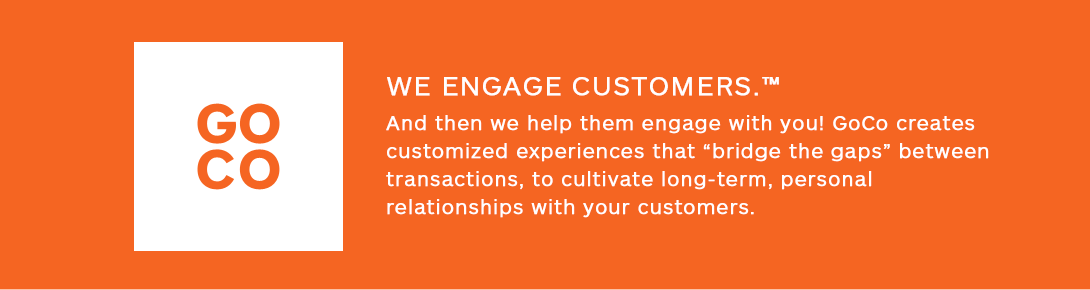 GO
CO
WE ENGAGE CUSTOMERS.™
And then we help them engage with you! GoCo creates
customized experiences that “bridge the gaps” between
transactions, to cultivate long-term, personal
relationships with your customers.